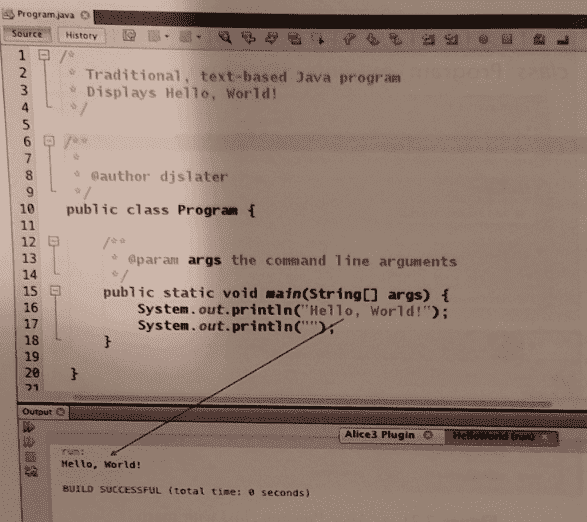 Program.java
Source History
1 /*
2 * Traditional, text-based Java program
3 * Displays Hello, World!
4 */
5
6 /**
7 *
8 * @author djslater
9 */
10 public class Program {
11
12 /**
13 * @param args the command line arguments
14 */
15 public static void main(String[] args) {
16 System.out.println("Hello, World!");
17 System.out.println("");
18 }
19
20 }
21
Output
Alice3 Plugin HelloWorld (run)
run:
Hello, World!
BUILD SUCCESSFUL (total time: 0 seconds)